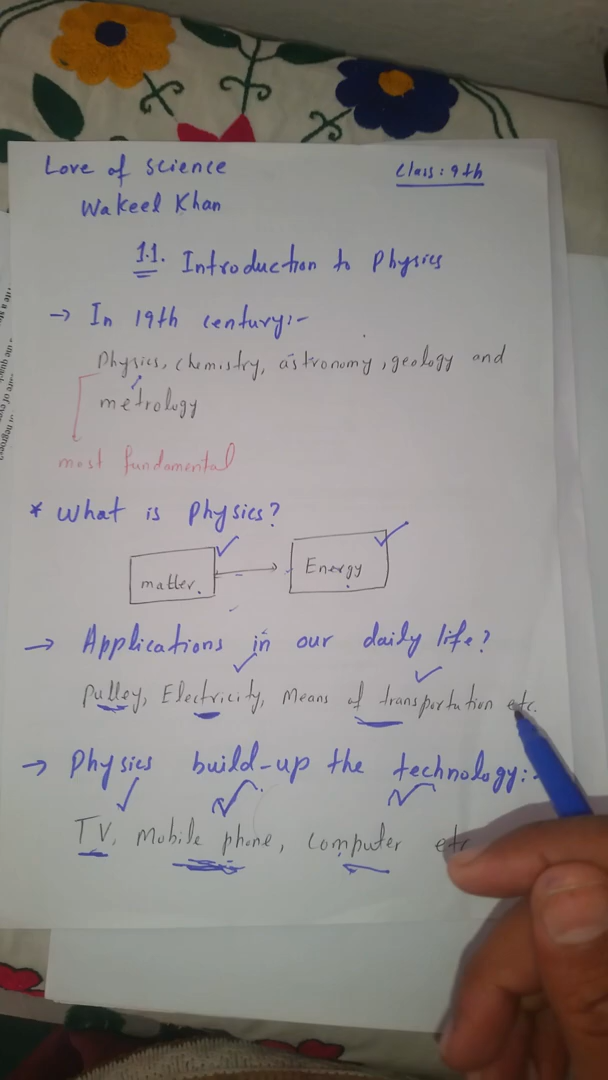 Love of science
Class: 9th
Wakeel Khan
1.1. Introduction to Physics
→ In 19th century:-
Physics, chemistry, astronomy, geology and
metrology
most fundamental
* What is Physics?
matter.
Energy
→ Applications in our daily life?
Pulley, Electricity, Means of transportation etc.
→ Physics build-up the technology:-
TV, Mobile phone, computer etc